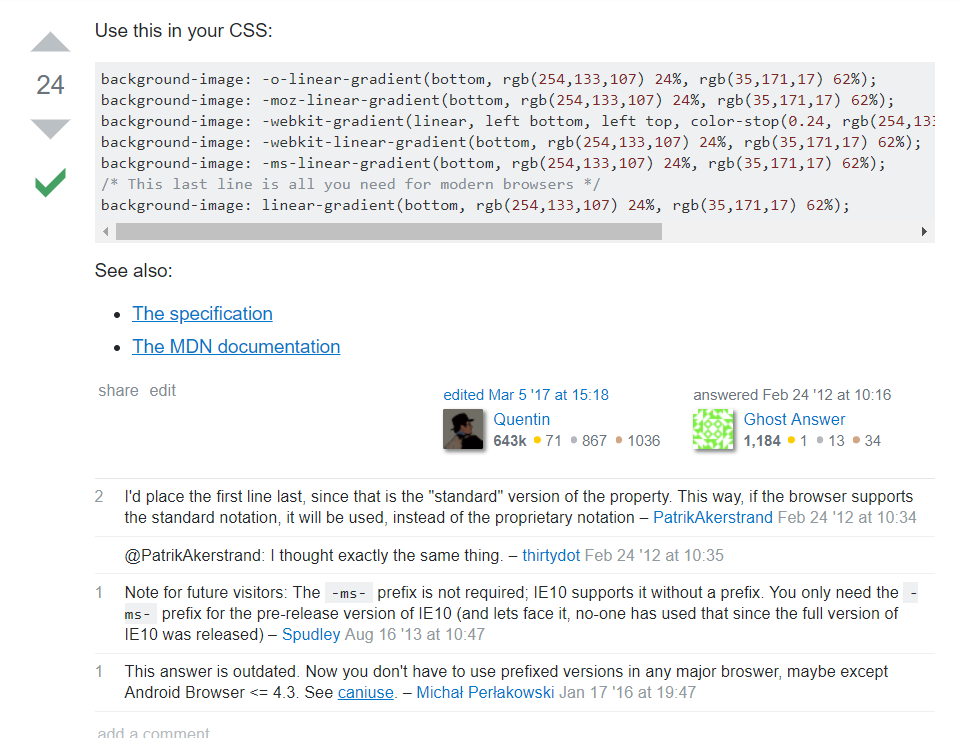 Use this in your CSS:
24
background-image: -o-linear-gradient(bottom, rgb(254,133,107) 24%, rgb(35,171,17) 62%);
background-image: -moz-linear-gradient(bottom, rgb(254,133,107) 24%, rgb(35,171,17) 62%);
background-image: -webkit-gradient(linear, left bottom, left top, color-stop(0.24, rgb(254,133
background-image: -webkit-linear-gradient(bottom, rgb(254,133,107) 24%, rgb(35,171,17) 62%);
background-image: -ms-linear-gradient(bottom, rgb(254,133,107) 24%, rgb(35,171,17) 62%);
/* This last line is all you need for modern browsers */
background-image: linear-gradient(bottom, rgb(254,133,107) 24%, rgb(35,171,17) 62%);
See also:
• The specification
• The MDN documentation
share edit
edited Mar 5 '17 at 15:18
Quentin
643k 71 867 1036
answered Feb 24 '12 at 10:16
Ghost Answer
1,184 1 13 34
2 I'd place the first line last, since that is the "standard" version of the property. This way, if the browser supports
the standard notation, it will be used, instead of the proprietary notation – PatrikAkerstrand Feb 24 '12 at 10:34
@PatrikAkerstrand: I thought exactly the same thing. – thirtydot Feb 24 '12 at 10:35
1 Note for future visitors: The -ms- prefix is not required; IE10 supports it without a prefix. You only need the -
ms- prefix for the pre-release version of IE10 (and lets face it, no-one has used that since the full version of
IE10 was released) – Spudley Aug 16 '13 at 10:47
1 This answer is outdated. Now you don't have to use prefixed versions in any major broswer, maybe except
Android Browser <= 4.3. See caniuse. – Michał Perłakowski Jan 17 '16 at 19:47
add a comment